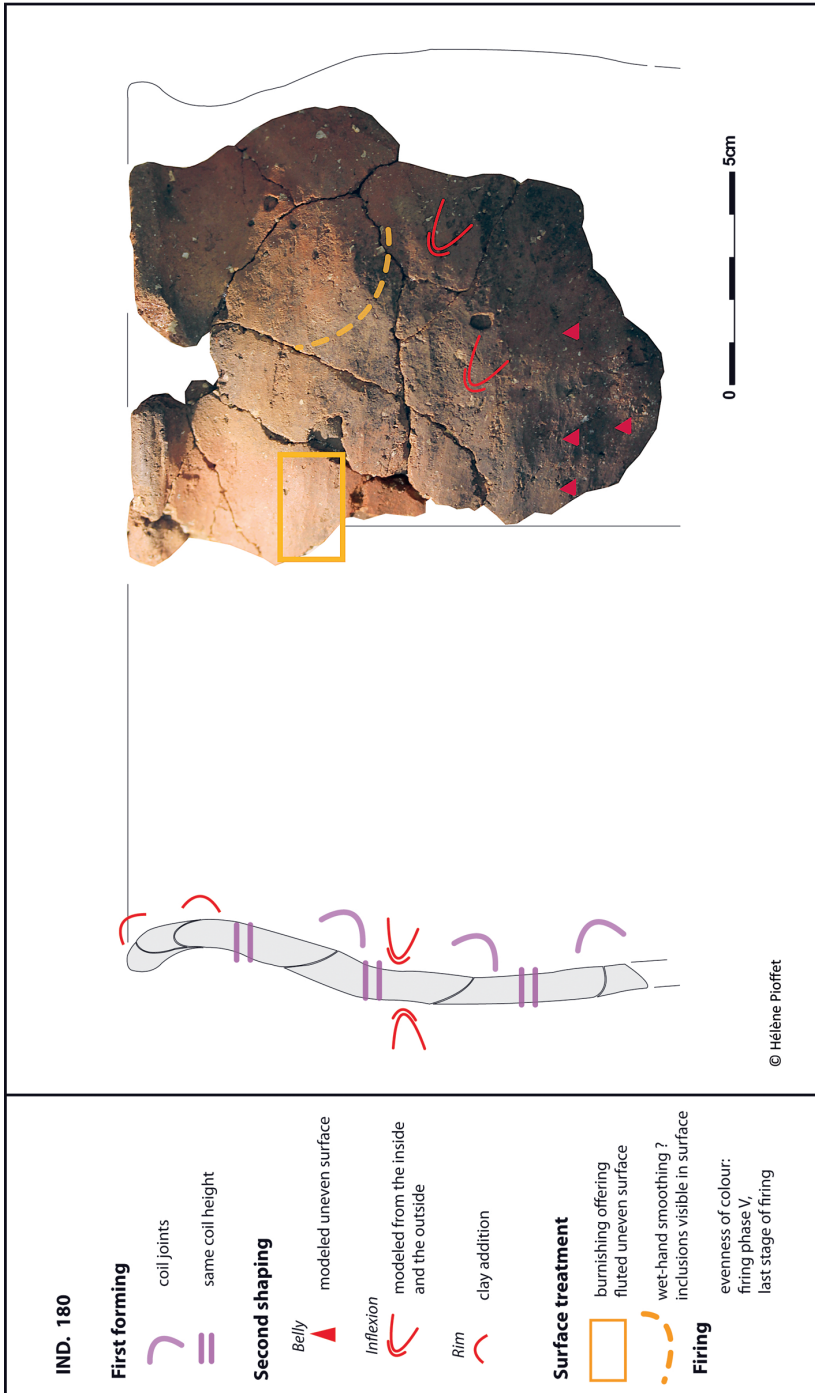 IND. 180
First forming
coil joints
same coil height
Second shaping
Belly
modeled uneven surface
Inflexion
modeled from the inside
and the outside
Rim
clay addition
Surface treatment
burnishing offering
fluted uneven surface
wet-hand smoothing ?
inclusions visible in surface
Firing
evenness of colour:
firing phase V,
last stage of firing
© Hélène Pioffet
0
5cm